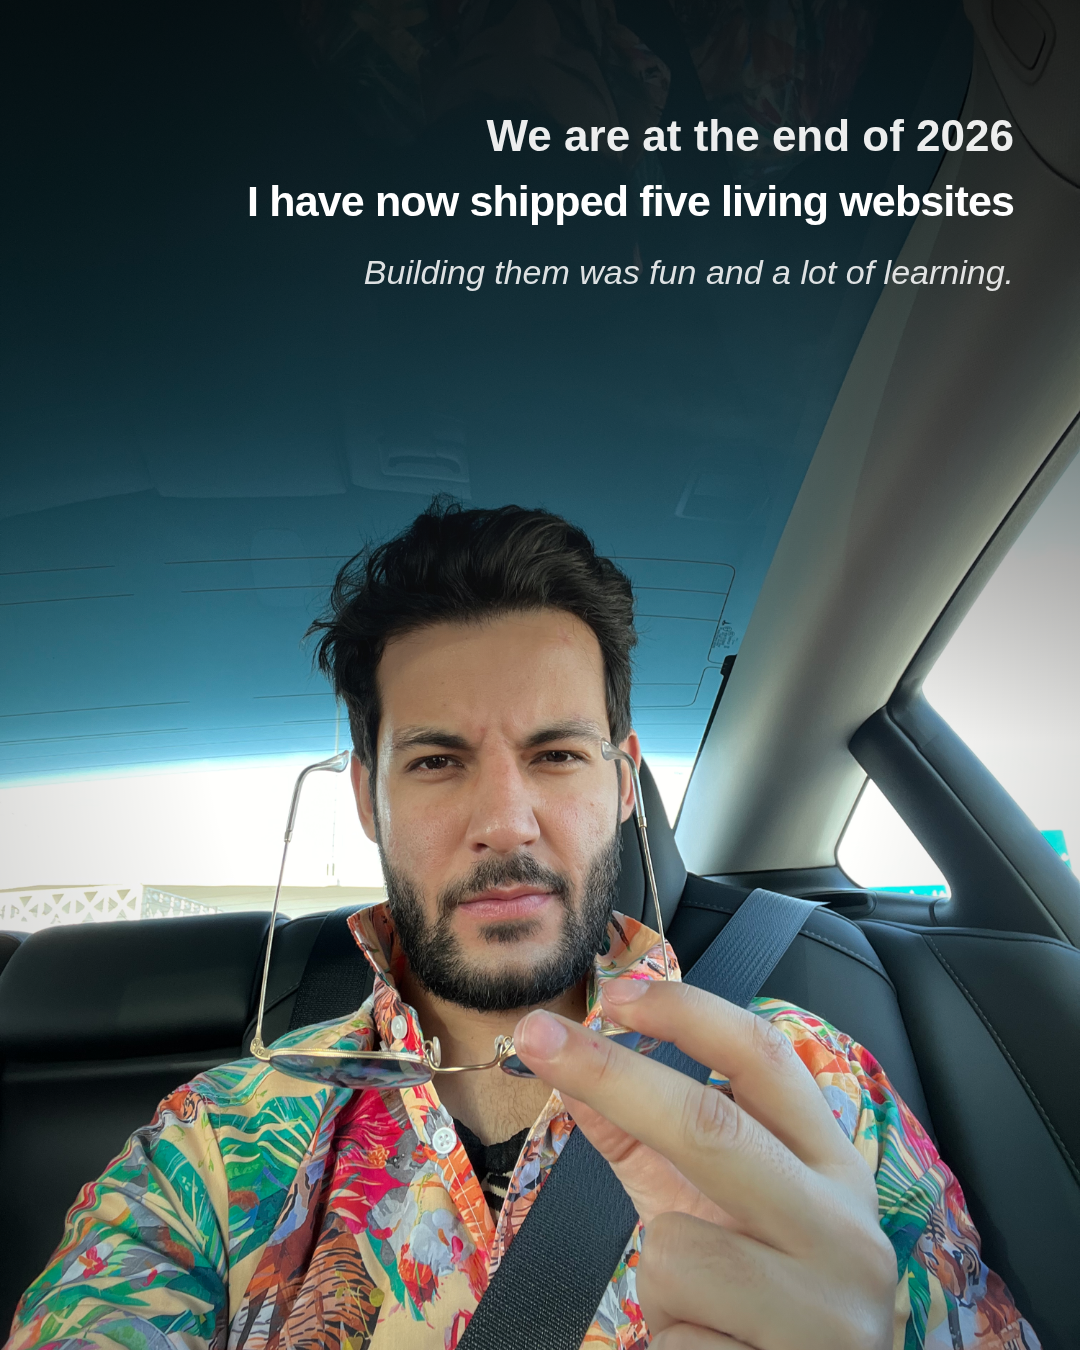 We are at the end of 2026
I have now shipped five living websites
Building them was fun and a lot of learning.